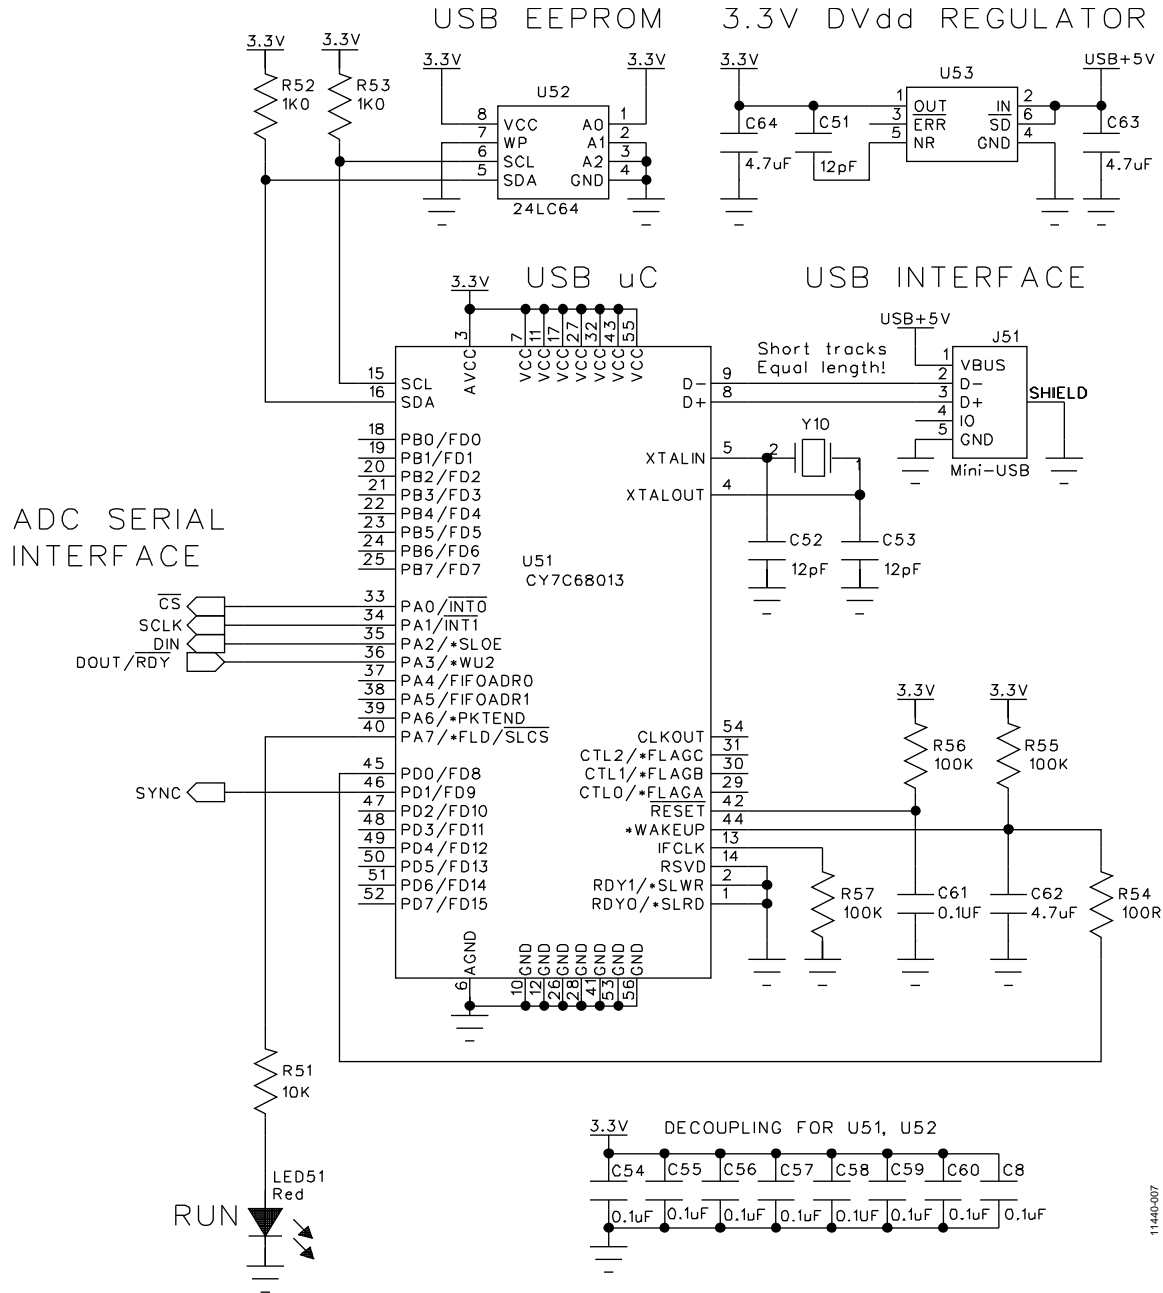 USB EEPROM
3.3V DVdd REGULATOR
3.3V
3.3V
R52
1K0
R53
1K0
3.3V
3.3V
U52
8 VCC
7 WP
6 SCL
5 SDA
A0 1
A1 2
A2 3
GND 4
24LC64
3.3V
C64
4.7uF
C51
12pF
U53
1 OUT
3 ERR
5 NR
IN 2
SD 6
GND 4
USB+5V
C63
4.7uF
USB uC
USB INTERFACE
3.3V
3 AVCC
7 VCC
11 VCC
17 VCC
27 VCC
32 VCC
43 VCC
55 VCC
USB+5V
J51
1 VBUS
2 D-
3 D+
4 IO
5 GND
SHIELD
Mini-USB
Short tracks
Equal length!
15 SCL
16 SDA
18 PB0/FD0
19 PB1/FD1
20 PB2/FD2
21 PB3/FD3
22 PB4/FD4
23 PB5/FD5
24 PB6/FD6
25 PB7/FD7
D- 9
D+ 8
XTALIN 5
XTALOUT 4
2 Y10 1
C52
12pF
C53
12pF
U51
CY7C68013
ADC SERIAL
INTERFACE
CS
SCLK
DIN
DOUT/RDY
33 PA0/INT0
34 PA1/INT1
35 PA2/*SLOE
36 PA3/*WU2
37 PA4/FIFOADR0
38 PA5/FIFOADR1
39 PA6/*PKTEND
40 PA7/*FLD/SLCS
SYNC
45 PD0/FD8
46 PD1/FD9
47 PD2/FD10
48 PD3/FD11
49 PD4/FD12
50 PD5/FD13
51 PD6/FD14
52 PD7/FD15
CLKOUT 54
CTL2/*FLAGC 31
CTL1/*FLAGB 30
CTL0/*FLAGA 29
RESET 42
*WAKEUP 44
IFCLK 13
RSVD 14
RDY1/*SLWR 2
RDY0/*SLRD 1
3.3V
3.3V
R56
100K
R55
100K
R57
100K
C61
0.1UF
C62
4.7uF
R54
100R
6 AGND
10 GND
12 GND
26 GND
28 GND
41 GND
53 GND
56 GND
R51
10K
LED51
Red
RUN
3.3V
DECOUPLING FOR U51, U52
C54
0.1uF
C55
0.1uF
C56
0.1uF
C57
0.1uF
C58
0.1UF
C59
0.1uF
C60
0.1uF
C8
0.1uF
11440-007